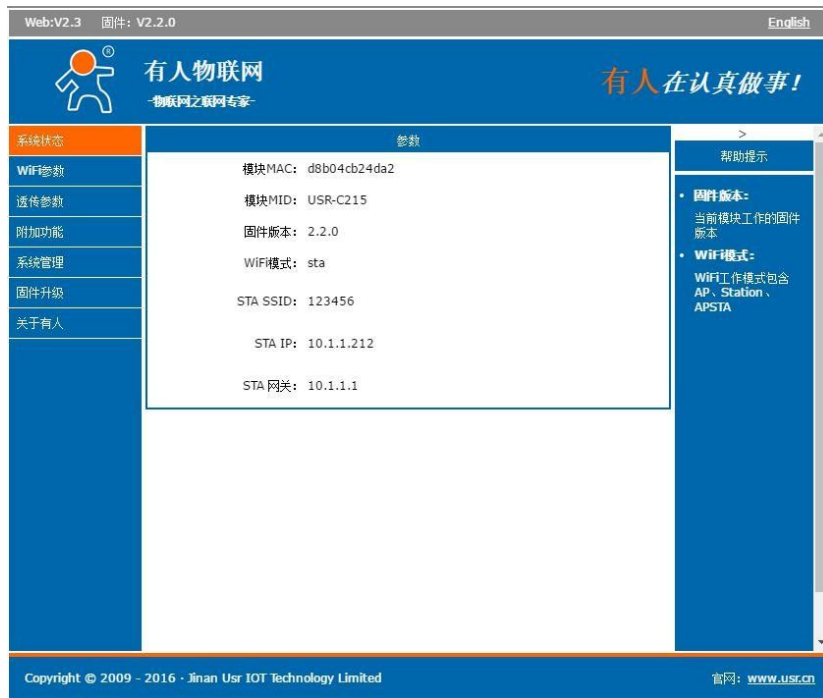 Web:V2.3 固件：V2.2.0 English
®
有人物联网
-物联网之联网专家-
有人在认真做事!
系统状态
WiFi参数
透传参数
附加功能
系统管理
固件升级
关于有人
参数
模块MAC： d8b04cb24da2
模块MID： USR-C215
固件版本： 2.2.0
WiFi模式： sta
STA SSID： 123456
STA IP： 10.1.1.212
STA 网关： 10.1.1.1
>
帮助提示
• 固件版本：
当前模块工作的固件
版本
• WiFi模式：
WiFi工作模式包含
AP、Station、
APSTA
Copyright © 2009 - 2016 · Jinan Usr IOT Technology Limited 官网：www.usr.cn